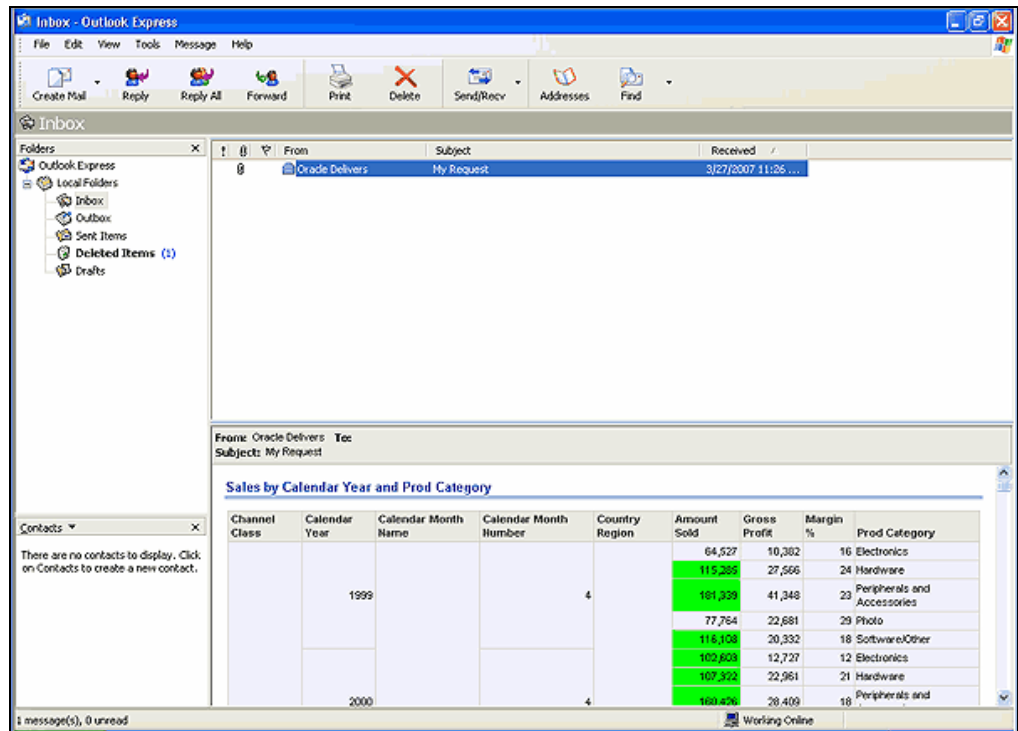 Inbox - Outlook Express
File Edit View Tools Message Help
Create Mail Reply Reply All Forward Print Delete Send/Recv Addresses Find
Inbox
Folders
Outlook Express
Local Folders
Inbox
Outbox
Sent Items
Deleted Items (1)
Drafts
! From Subject Received
Oracle Delivers My Request 3/27/2007 11:26 ...
From: Oracle Delivers To:
Subject: My Request
Sales by Calendar Year and Prod Category
Channel Class Calendar Year Calendar Month Name Calendar Month Number Country Region Amount Sold Gross Profit Margin % Prod Category
64,527 10,382 16 Electronics
115,285 27,566 24 Hardware
1999 4 181,339 41,348 23 Peripherals and Accessories
77,764 22,681 29 Photo
116,108 20,332 18 Software/Other
102,603 12,727 12 Electronics
107,322 22,961 21 Hardware
2000 4 160,426 28,409 18 Peripherals and
Contacts
There are no contacts to display. Click
on Contacts to create a new contact.
1 message(s), 0 unread
Working Online